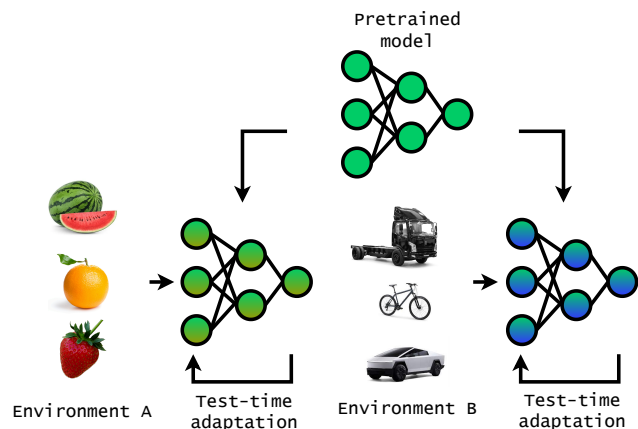 Pretrained
model
Environment A
Test-time
adaptation
Environment B
Test-time
adaptation